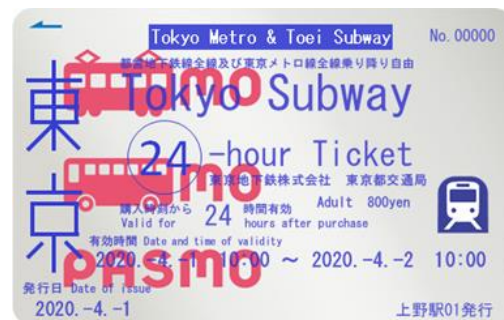 Tokyo Metro & Toei Subway
No. 00000
都営地下鉄線全線及び東京メトロ線全線乗り降り自由
東京
Tokyo Subway
24-hour Ticket
東京地下鉄株式会社 東京都交通局
購入時刻から 24 時間有効
Valid for 24 hours after purchase
Adult 800yen
有効時間 Date and time of validity
2020.-4.-1 10:00 ~ 2020.-4.-2 10:00
発行日 Date of issue
2020.-4.-1
上野駅01発行
PASMO